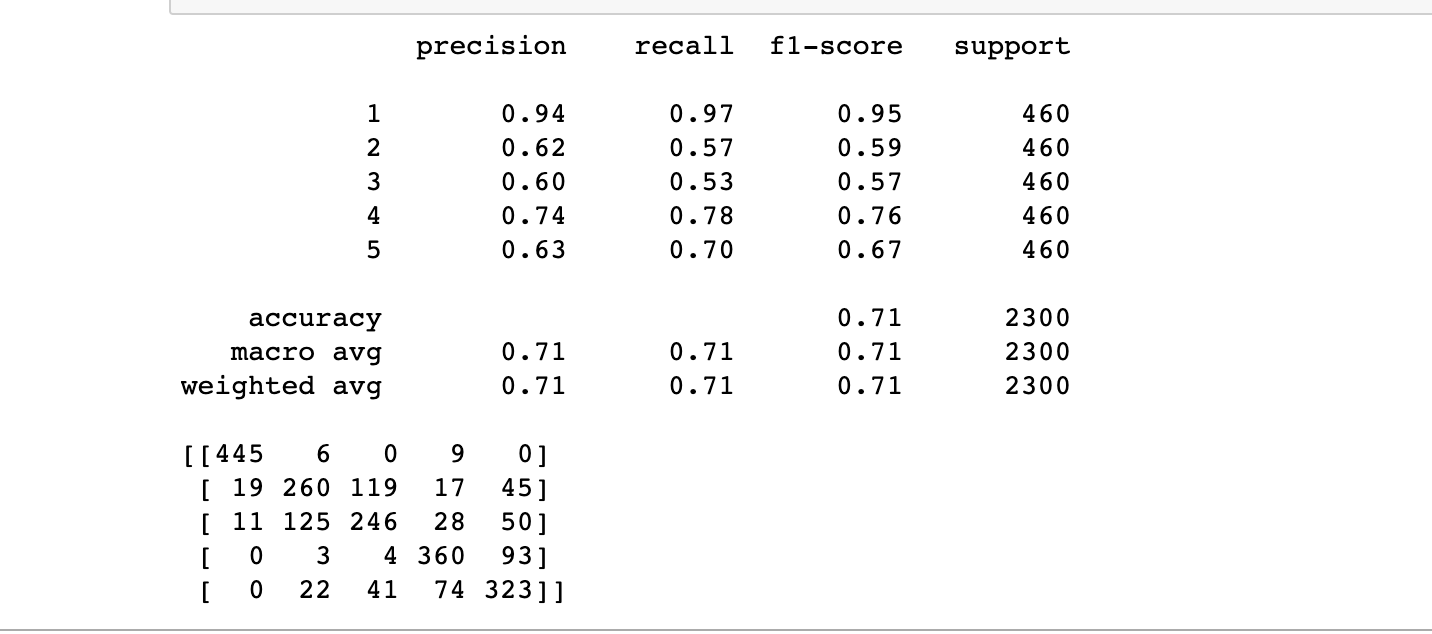 precision    recall  f1-score   support

           1       0.94      0.97      0.95       460
           2       0.62      0.57      0.59       460
           3       0.60      0.53      0.57       460
           4       0.74      0.78      0.76       460
           5       0.63      0.70      0.67       460

    accuracy                           0.71      2300
   macro avg       0.71      0.71      0.71      2300
weighted avg       0.71      0.71      0.71      2300

[[445   6   0   9   0]
 [ 19 260 119  17  45]
 [ 11 125 246  28  50]
 [  0   3   4 360  93]
 [  0  22  41  74 323]]